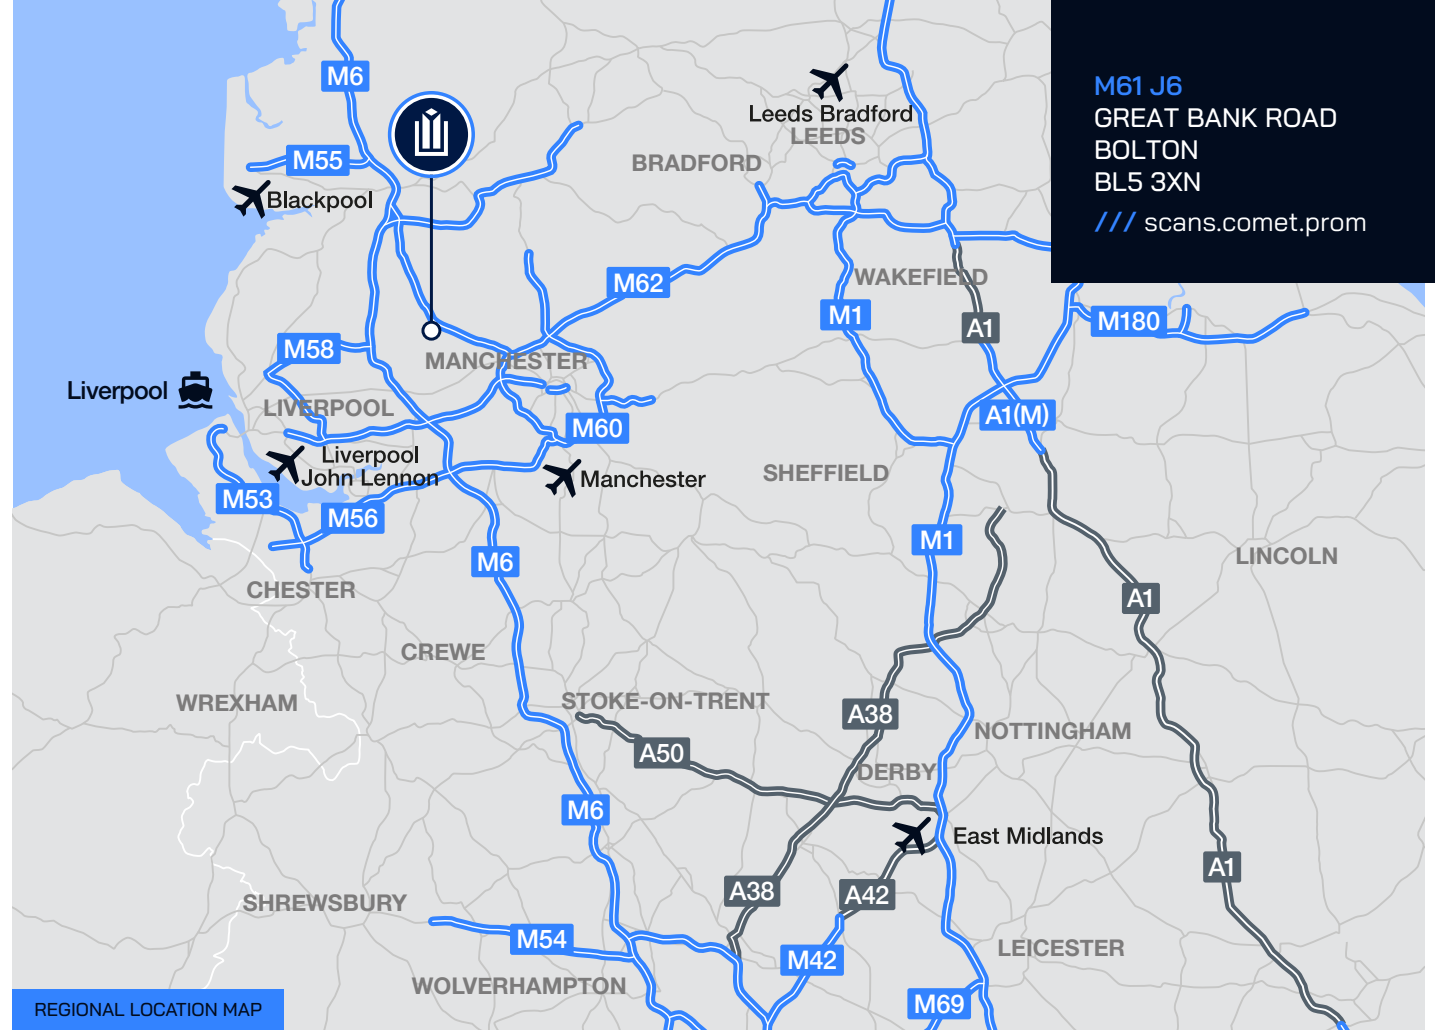 M61 J6
GREAT BANK ROAD
BOLTON
BL5 3XN
/// scans.comet.prom
M6
Leeds Bradford
LEEDS
BRADFORD
M55
Blackpool
M62
WAKEFIELD
M1
A1
M180
M58
MANCHESTER
Liverpool
LIVERPOOL
A1(M)
M60
Liverpool
John Lennon
Manchester
SHEFFIELD
M53
M56
M6
M1
LINCOLN
CHESTER
A1
CREWE
WREXHAM
STOKE-ON-TRENT
A38
NOTTINGHAM
A50
DERBY
M6
East Midlands
A1
A38
A42
SHREWSBURY
M54
LEICESTER
M42
WOLVERHAMPTON
M69
REGIONAL LOCATION MAP